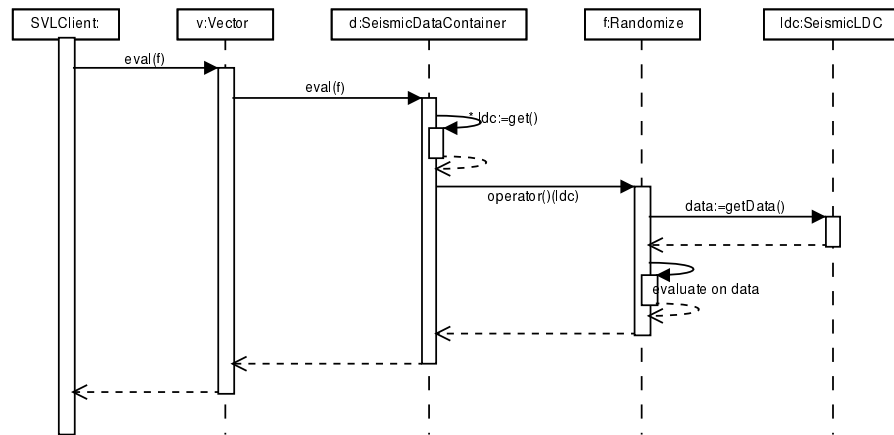 SVLClient:
v:Vector
d:SeismicDataContainer
f:Randomize
ldc:SeismicLDC
eval(f)
eval(f)
* ldc:=get()
operator()(ldc)
data:=getData()
evaluate on data